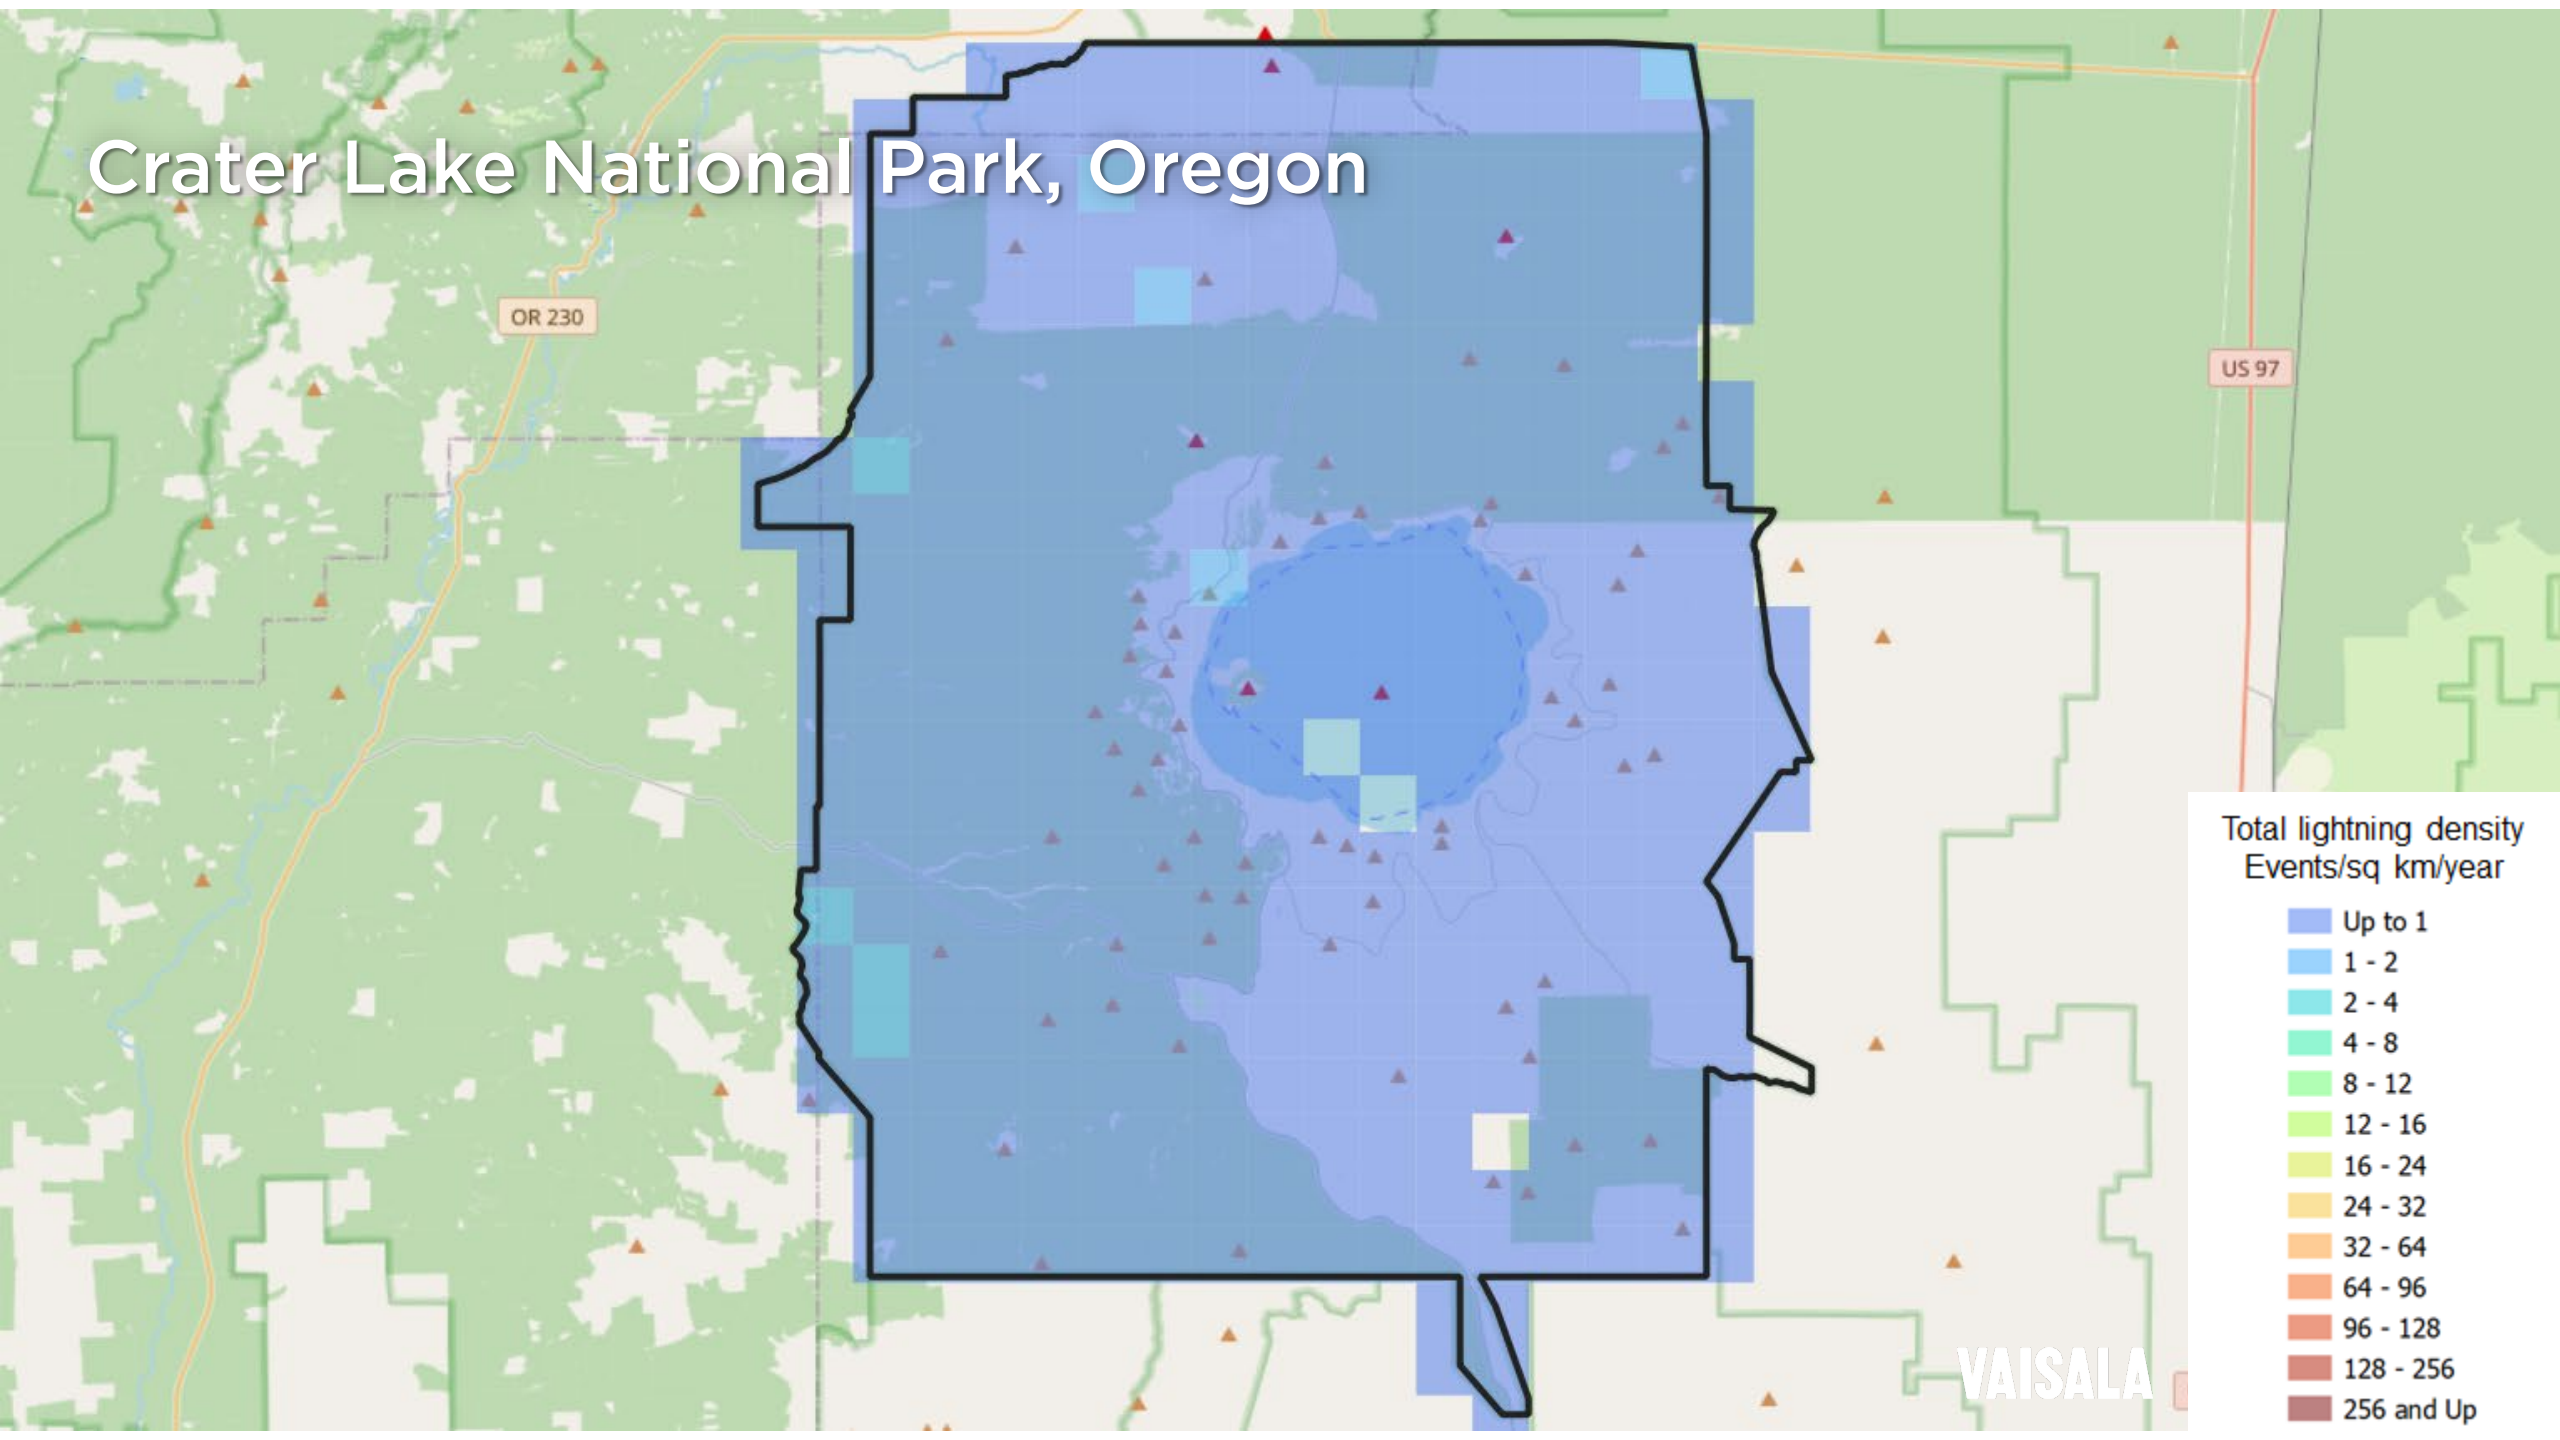 Crater Lake National Park, Oregon
OR 230
US 97
Total lightning density
Events/sq km/year
Up to 1
1 - 2
2 - 4
4 - 8
8 - 12
12 - 16
16 - 24
24 - 32
32 - 64
64 - 96
96 - 128
128 - 256
256 and Up
VAISALA